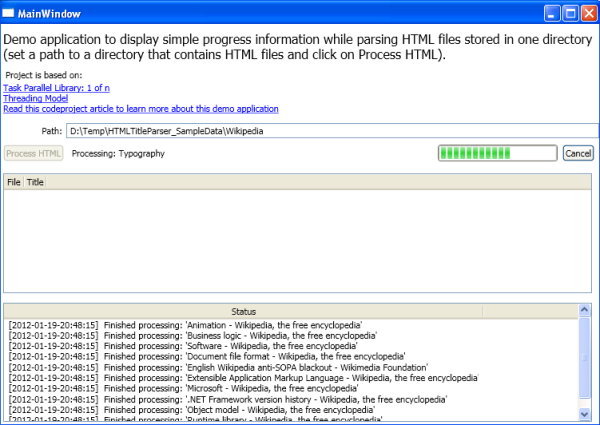 MainWindow
Demo application to display simple progress information while parsing HTML files stored in one directory
(set a path to a directory that contains HTML files and click on Process HTML).
Project is based on:
Task Parallel Library: 1 of n
Threading Model
Read this codeproject article to learn more about this demo application
Path: D:\Temp\HTMLTitleParser_SampleData\Wikipedia
Process HTML Processing: Typography Cancel
File Title
Status
[2012-01-19-20:48:15] Finished processing: 'Animation - Wikipedia, the free encyclopedia'
[2012-01-19-20:48:15] Finished processing: 'Business logic - Wikipedia, the free encyclopedia'
[2012-01-19-20:48:15] Finished processing: 'Software - Wikipedia, the free encyclopedia'
[2012-01-19-20:48:15] Finished processing: 'Document file format - Wikipedia, the free encyclopedia'
[2012-01-19-20:48:15] Finished processing: 'English Wikipedia anti-SOPA blackout - Wikimedia Foundation'
[2012-01-19-20:48:15] Finished processing: 'Extensible Application Markup Language - Wikipedia, the free encyclopedia'
[2012-01-19-20:48:15] Finished processing: 'Microsoft - Wikipedia, the free encyclopedia'
[2012-01-19-20:48:15] Finished processing: '.NET Framework version history - Wikipedia, the free encyclopedia'
[2012-01-19-20:48:15] Finished processing: 'Object model - Wikipedia, the free encyclopedia'
[2012-01-19-20:48:15] Finished processing: 'Runtime library - Wikipedia, the free encyclopedia'